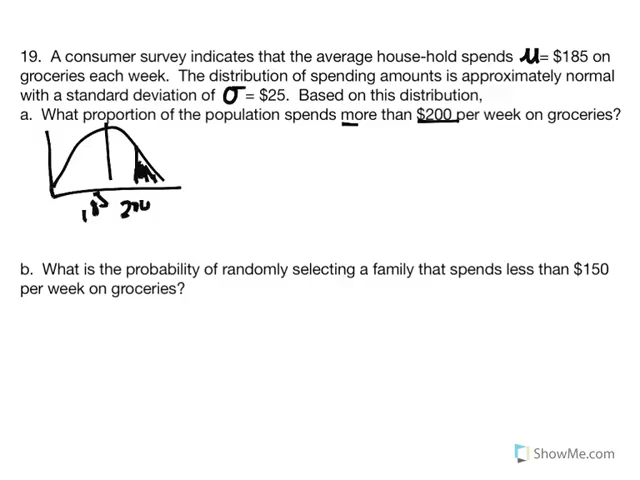 19. A consumer survey indicates that the average house-hold spends μ= $185 on
groceries each week. The distribution of spending amounts is approximately normal
with a standard deviation of σ = $25. Based on this distribution,
a. What proportion of the population spends more than $200 per week on groceries?
185 200
b. What is the probability of randomly selecting a family that spends less than $150
per week on groceries?
ShowMe.com